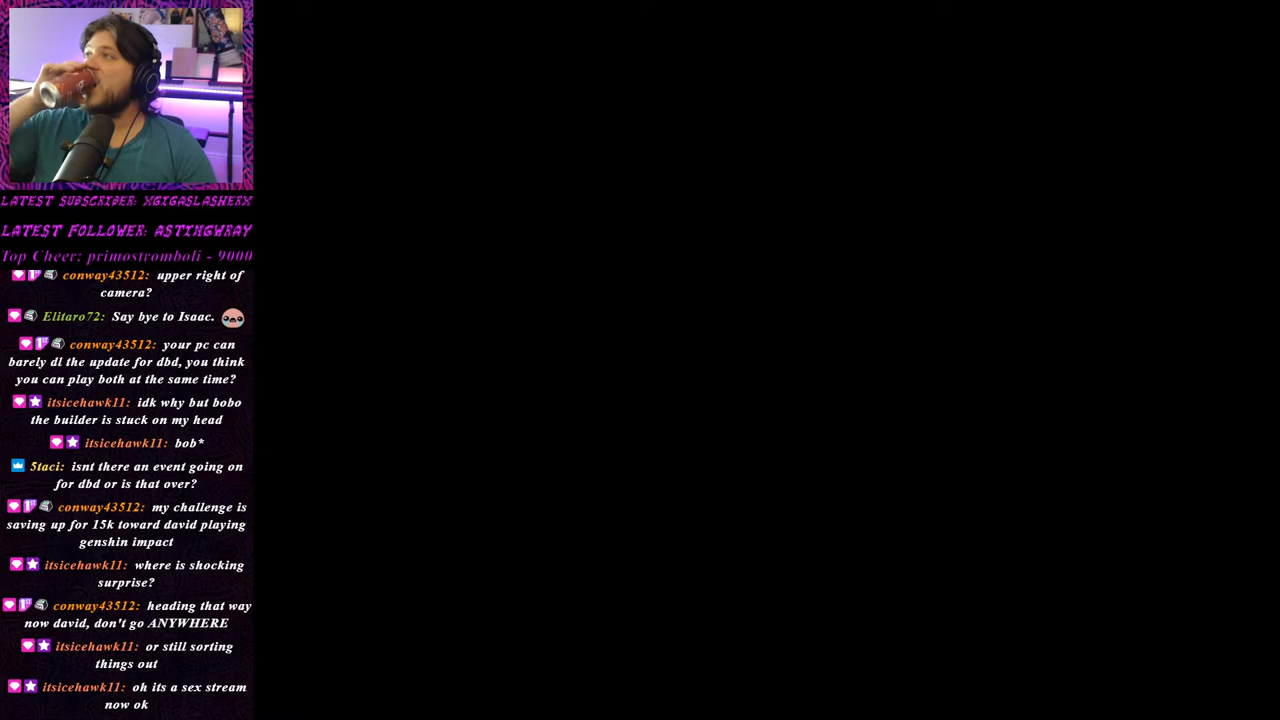 LATEST SUBSCRIBER: XGIGASLASHERX
LATEST FOLLOWER: ASTINGWRAY
Top Cheer: primostromboli - 9000
conway43512: upper right of
camera?
Elitaro72: Say bye to Isaac.
conway43512: your pc can
barely dl the update for dbd, you think
you can play both at the same time?
itsicehawk11: idk why but bobo
the builder is stuck on my head
itsicehawk11: bob*
5taci: isnt there an event going on
for dbd or is that over?
conway43512: my challenge is
saving up for 15k toward david playing
genshin impact
itsicehawk11: where is shocking
surprise?
conway43512: heading that way
now david, don't go ANYWHERE
itsicehawk11: or still sorting
things out
itsicehawk11: oh its a sex stream
now ok